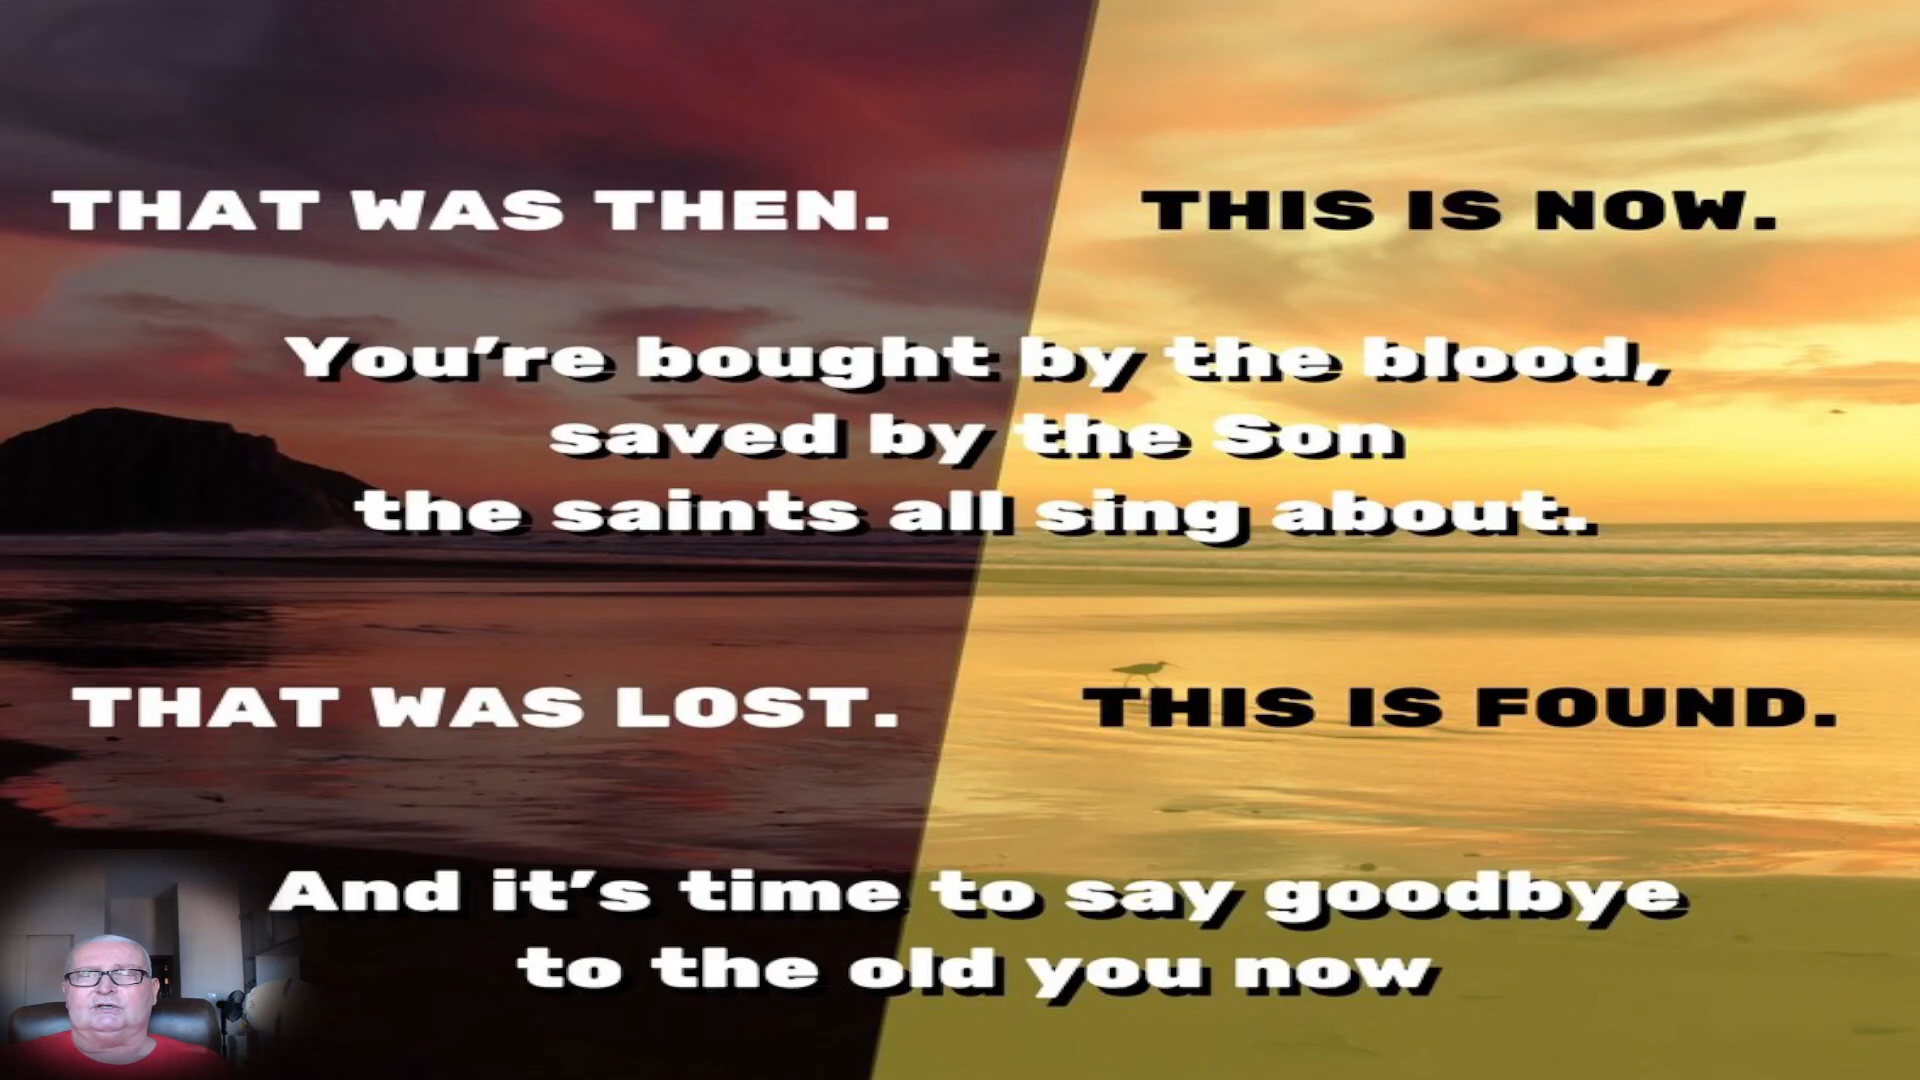 THAT WAS THEN. THIS IS NOW.
You’re bought by the blood,
saved by the Son
the saints all sing about.
THAT WAS LOST. THIS IS FOUND.
And it’s time to say goodbye
to the old you now